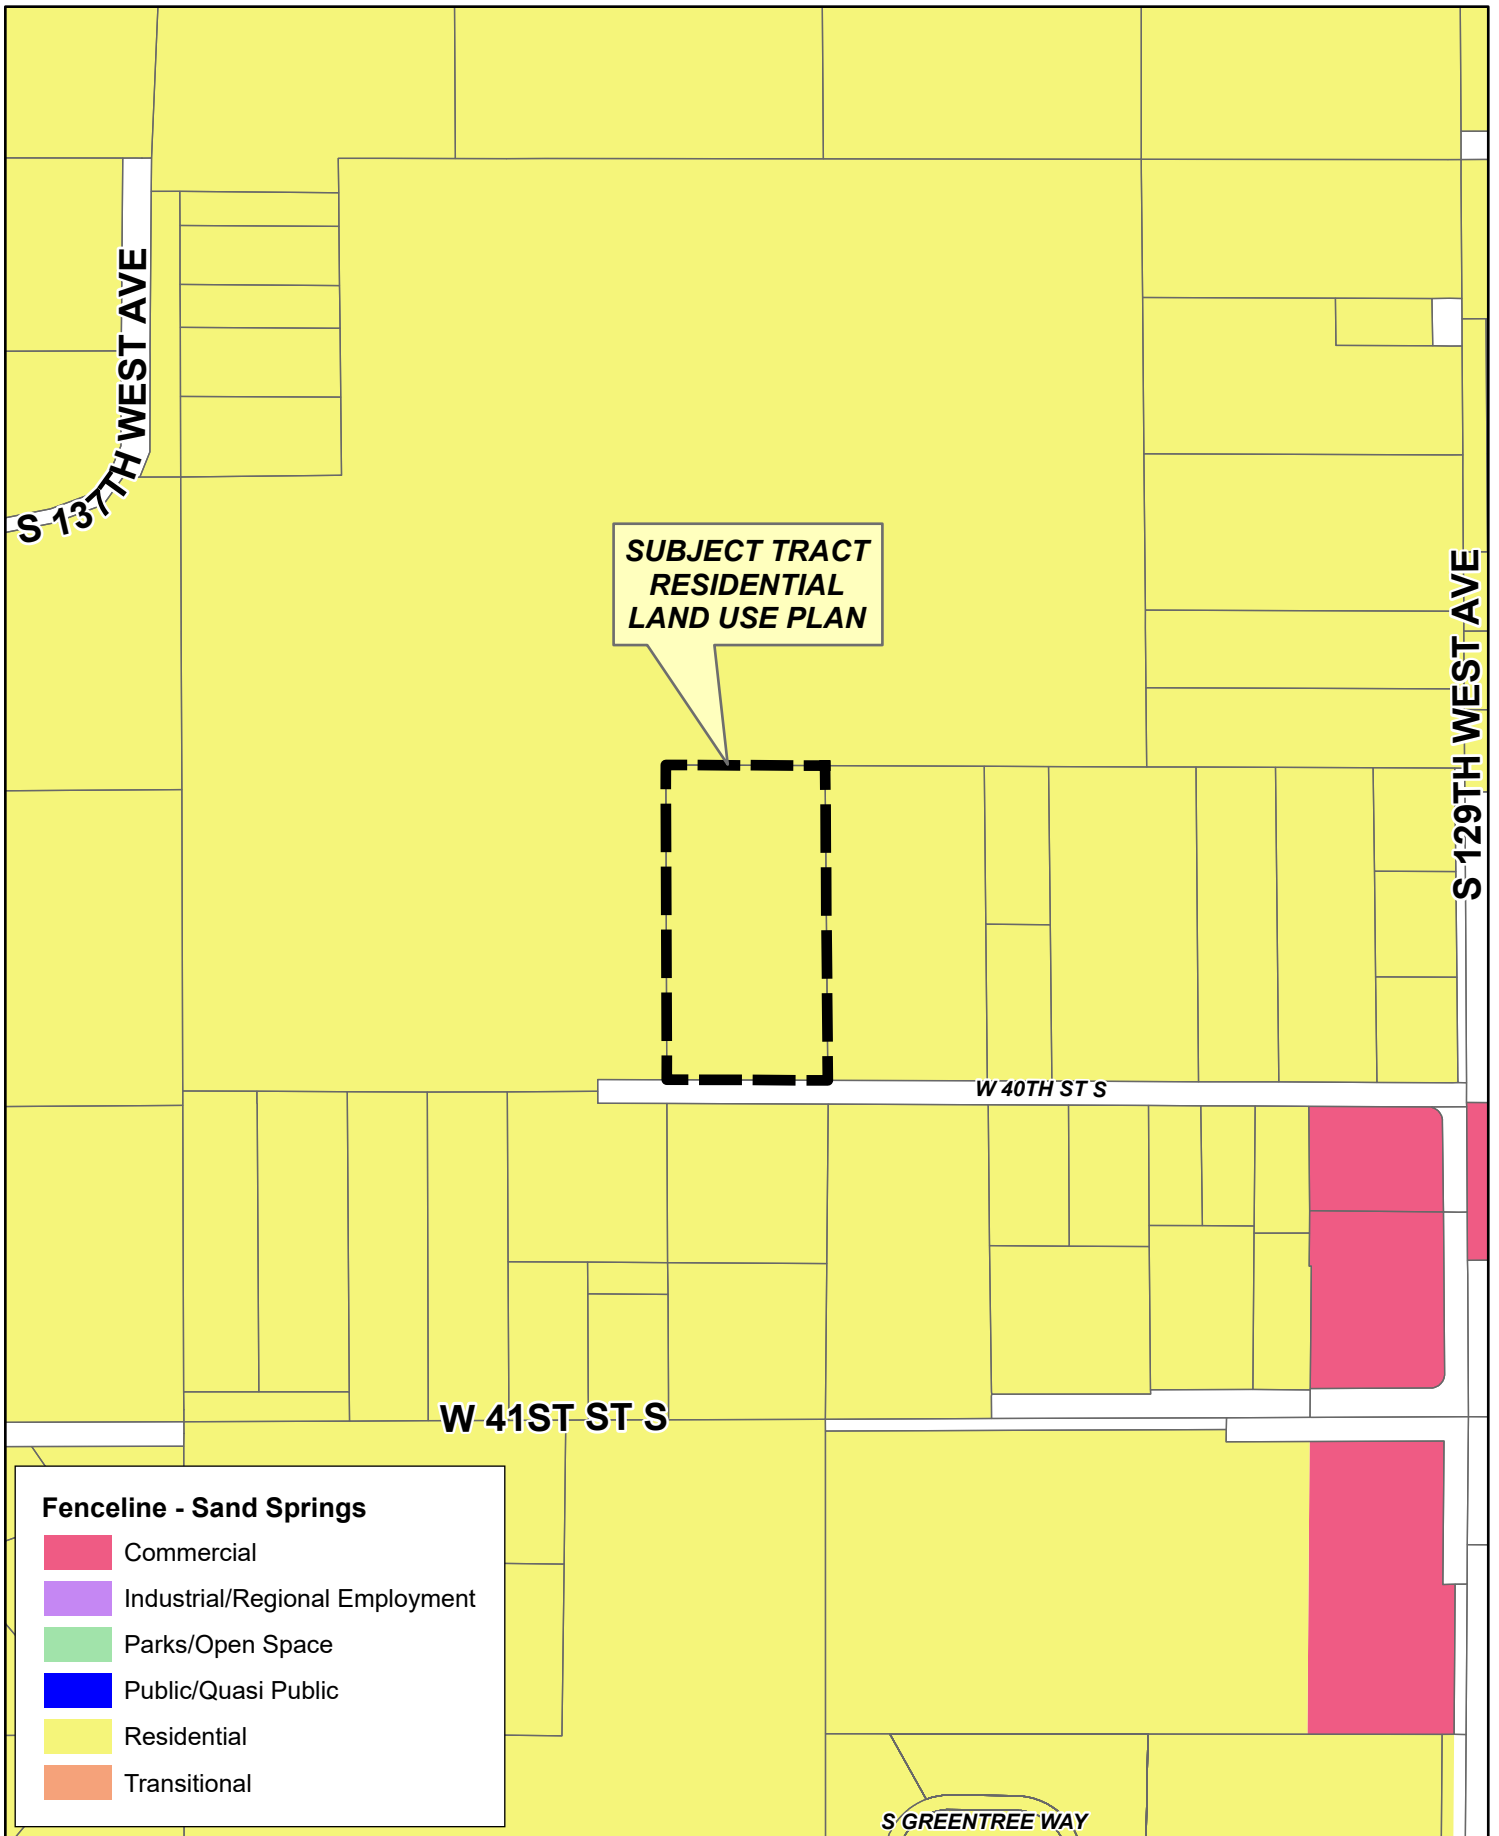 S 137TH WEST AVE
SUBJECT TRACT
RESIDENTIAL
LAND USE PLAN
S 129TH WEST AVE
W 40TH ST S
W 41ST ST S
Fenceline - Sand Springs
Commercial
Industrial/Regional Employment
Parks/Open Space
Public/Quasi Public
Residential
Transitional
S GREENTREE WAY